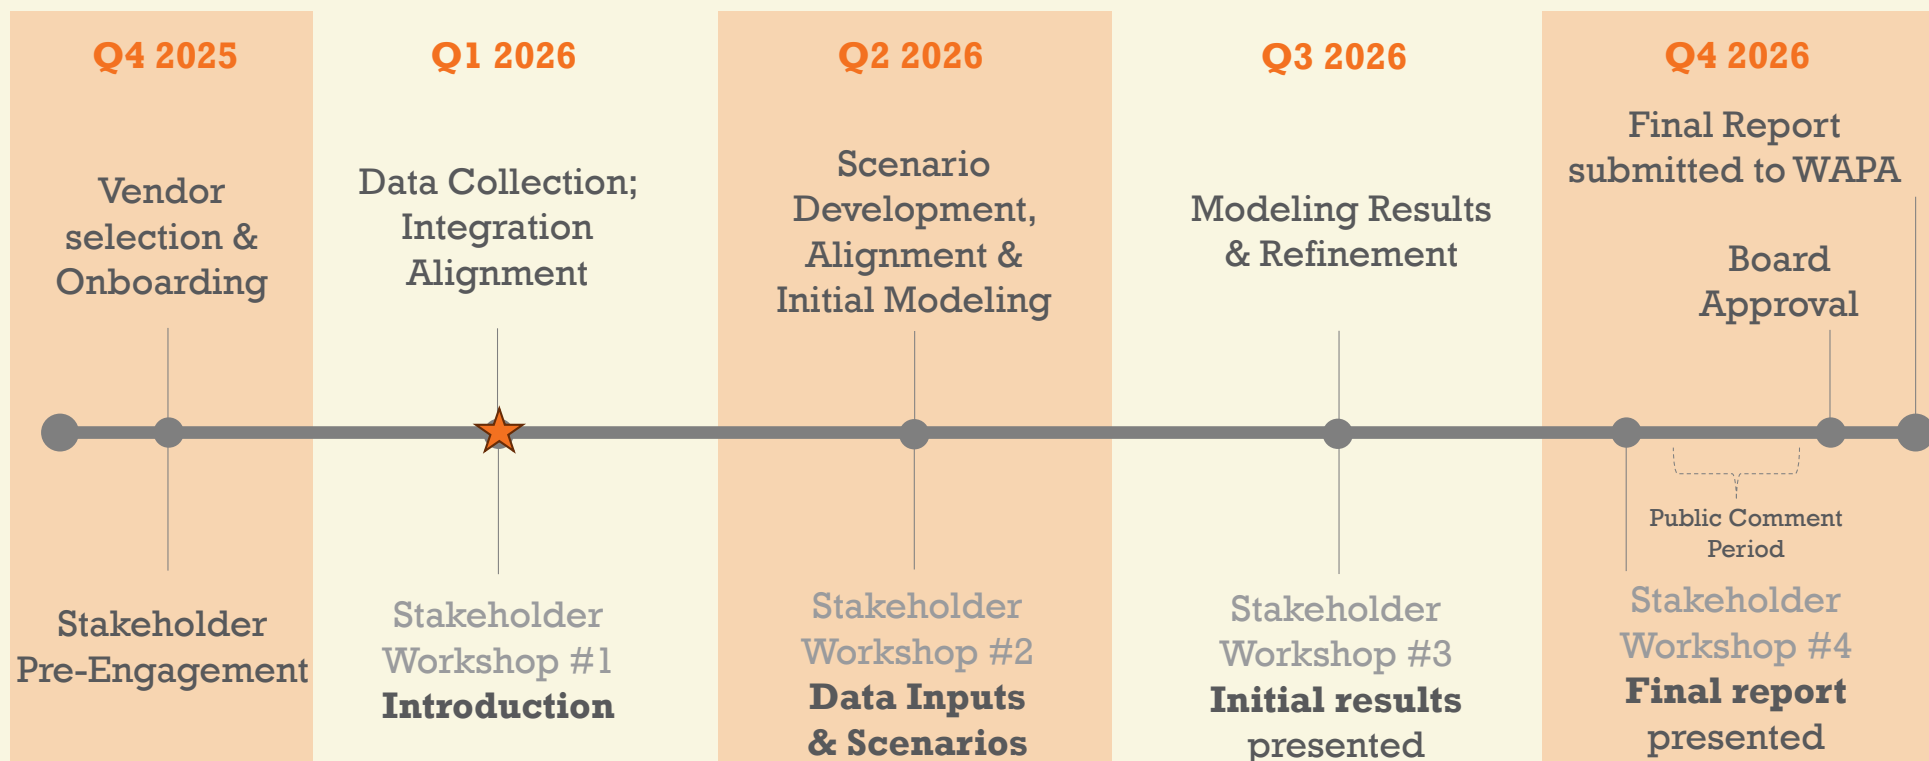 Q4 2025
Vendor
selection &
Onboarding
Stakeholder
Pre-Engagement
Q1 2026
Data Collection;
Integration
Alignment
Stakeholder
Workshop #1
Introduction
Q2 2026
Scenario
Development,
Alignment &
Initial Modeling
Stakeholder
Workshop #2
Data Inputs
& Scenarios
Q3 2026
Modeling Results
& Refinement
Stakeholder
Workshop #3
Initial results
presented
Q4 2026
Final Report
submitted to WAPA
Board
Approval
Public Comment
Period
Stakeholder
Workshop #4
Final report
presented